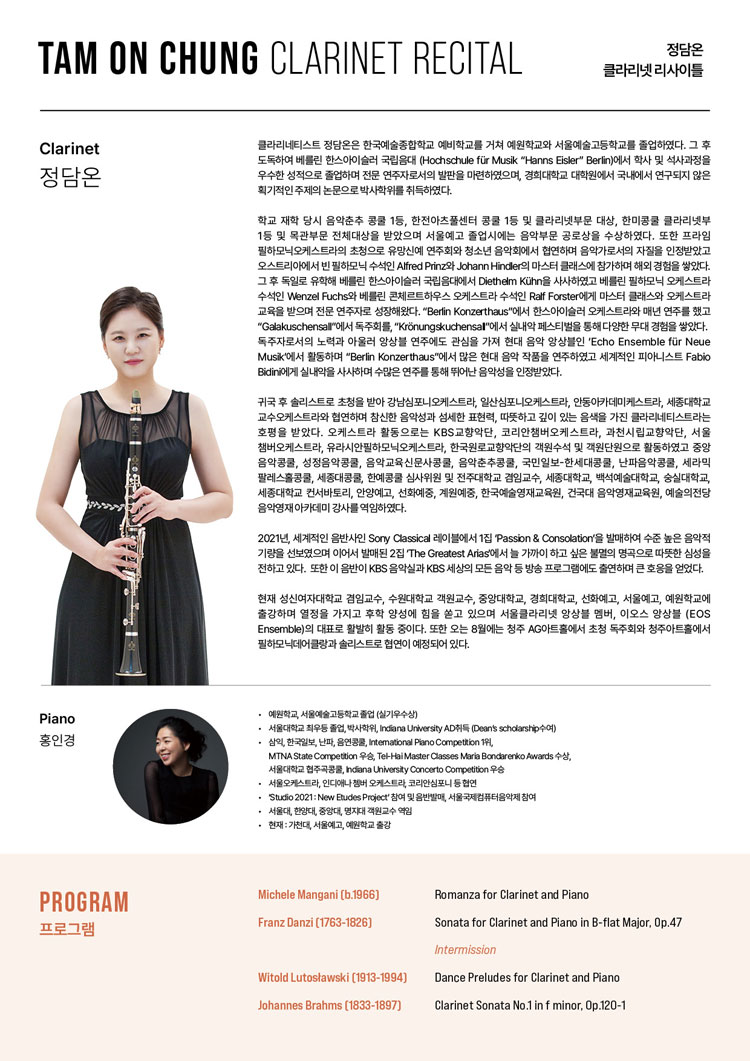 TAM ON CHUNG CLARINET RECITAL
정담온
클라리넷 리사이틀
Clarinet
정담온
클라리네티스트 정담온은 한국예술종합학교 예비학교를 거쳐 예원학교와 서울예술고등학교를 졸업하였다. 그 후
도독하여 베를린 한스아이슬러 국립음대 (Hochschule für Musik “Hanns Eisler” Berlin)에서 학사 및 석사과정을
우수한 성적으로 졸업하며 전문 연주자로서의 발판을 마련하였으며, 경희대학교 대학원에서 국내에서 연구되지 않은
획기적인 주제의 논문으로 박사학위를 취득하였다.
학교 재학 당시 음악춘추 콩쿨 1등, 한전아츠풀센터 콩쿨 1등 및 클라리넷부문 대상, 한미콩쿨 클라리넷부
1등 및 목관부문 전체대상을 받았으며 서울예고 졸업시에는 음악부문 공로상을 수상하였다. 또한 프라임
필하모닉오케스트라의 초청으로 유망신예 연주회와 청소년 음악회에서 협연하며 음악가로서의 자질을 인정받았고
오스트리아에서 빈 필하모닉 수석인 Alfred Prinz와 Johann Hindler의 마스터 클래스에 참가하며 해외 경험을 쌓았다.
그 후 독일로 유학해 베를린 한스아이슬러 국립음대에서 Diethelm Kühn을 사사하였고 베를린 필하모닉 오케스트라
수석인 Wenzel Fuchs와 베를린 콘체르트하우스 오케스트라 수석인 Ralf Forster에게 마스터 클래스와 오케스트라
교육을 받으며 전문 연주자로 성장해왔다. “Berlin Konzerthaus”에서 한스아이슬러 오케스트라와 매년 연주를 했고
“Galakuschensall”에서 독주회를, “Krönungskuchensall”에서 실내악 페스티벌을 통해 다양한 무대 경험을 쌓았다.
독주자로서의 노력과 아울러 앙상블 연주에도 관심을 가져 현대 음악 앙상블인 ‘Echo Ensemble für Neue
Musik’에서 활동하며 “Berlin Konzerthaus”에서 많은 현대 음악 작품을 연주하였고 세계적인 피아니스트 Fabio
Bidini에게 실내악을 사사하며 수많은 연주를 통해 뛰어난 음악성을 인정받았다.
귀국 후 솔리스트로 초청을 받아 강남심포니오케스트라, 일산심포니오케스트라, 안동아카데미케스트라, 세종대학교
교수오케스트라와 협연하며 참신한 음악성과 섬세한 표현력, 따뜻하고 깊이 있는 음색을 가진 클라리네티스트라는
호평을 받았다. 오케스트라 활동으로는 KBS교향악단, 코리안챔버오케스트라, 과천시립교향악단, 서울
챔버오케스트라, 유라시안필하모닉오케스트라, 한국원로교향악단의 객원수석 및 객원단원으로 활동하였고 중앙
음악콩쿨, 성정음악콩쿨, 음악교육신문사콩쿨, 음악춘추콩쿨, 국민일보-한세대콩쿨, 난파음악콩쿨, 세라믹
팔레스홀콩쿨, 세종대콩쿨, 한예콩쿨 심사위원 및 전주대학교 겸임교수, 세종대학교, 백석예술대학교, 숭실대학교,
세종대학교 컨서바토리, 안양예고, 선화예중, 계원예중, 한국예술영재교육원, 건국대 음악영재교육원, 예술의전당
음악영재 아카데미 강사를 역임하였다.
2021년, 세계적인 음반사인 Sony Classical 레이블에서 1집 ‘Passion & Consolation’을 발매하여 수준 높은 음악적
기량을 선보였으며 이어서 발매된 2집 ‘The Greatest Arias’에서 늘 가까이 하고 싶은 불멸의 명곡으로 따뜻한 심성을
전하고 있다. 또한 이 음반이 KBS 음악실과 KBS 세상의 모든 음악 등 방송 프로그램에도 출연하며 큰 호응을 얻었다.
현재 성신여자대학교 겸임교수, 수원대학교 객원교수, 중앙대학교, 경희대학교, 선화예고, 서울예고, 예원학교에
출강하며 열정을 가지고 후학 양성에 힘을 쏟고 있으며 서울클라리넷 앙상블 멤버, 이오스 앙상블 (EOS
Ensemble)의 대표로 활발히 활동 중이다. 또한 오는 8월에는 청주 AG아트홀에서 초청 독주회와 청주아트홀에서
필하모닉데어클랑과 솔리스트로 협연이 예정되어 있다.
Piano
홍인경
• 예원학교, 서울예술고등학교 졸업 (실기우수상)
• 서울대학교 최우등 졸업, 박사학위, Indiana University AD취득 (Dean’s scholarship수여)
• 삼익, 한국일보, 난파, 음연콩쿨, International Piano Competition 1위,
MTNA State Competition 우승, Tel-Hai Master Classes Maria Bondarenko Awards 수상,
서울대학교 협주곡콩쿨, Indiana University Concerto Competition 우승
• 서울오케스트라, 인디애나 챔버 오케스트라, 코리안심포니 등 협연
• ‘Studio 2021 : New Etudes Project’ 참여 및 음반발매, 서울국제컴퓨터음악제 참여
• 서울대, 한양대, 중앙대, 명지대 객원교수 역임
• 현재 : 가천대, 서울예고, 예원학교 출강
PROGRAM
프로그램
Michele Mangani (b.1966) Romanza for Clarinet and Piano
Franz Danzi (1763-1826) Sonata for Clarinet and Piano in B-flat Major, Op.47
Intermission
Witold Lutosławski (1913-1994) Dance Preludes for Clarinet and Piano
Johannes Brahms (1833-1897) Clarinet Sonata No.1 in f minor, Op.120-1